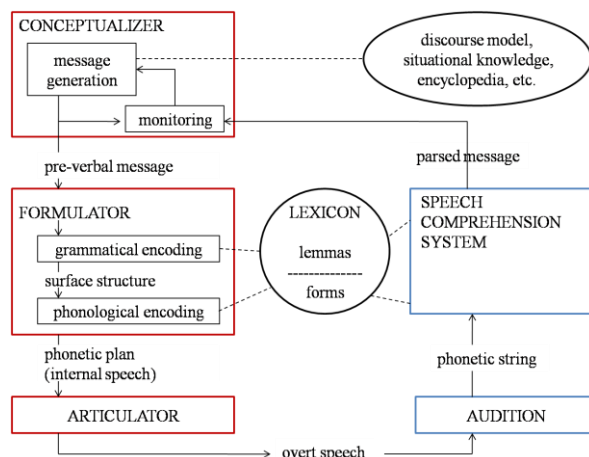 CONCEPTUALIZER
message
generation
monitoring
discourse model,
situational knowledge,
encyclopedia, etc.
pre-verbal message
parsed message
FORMULATOR
grammatical encoding
surface structure
phonological encoding
LEXICON
lemmas
forms
SPEECH
COMPREHENSION
SYSTEM
phonetic plan
(internal speech)
phonetic string
ARTICULATOR
AUDITION
overt speech